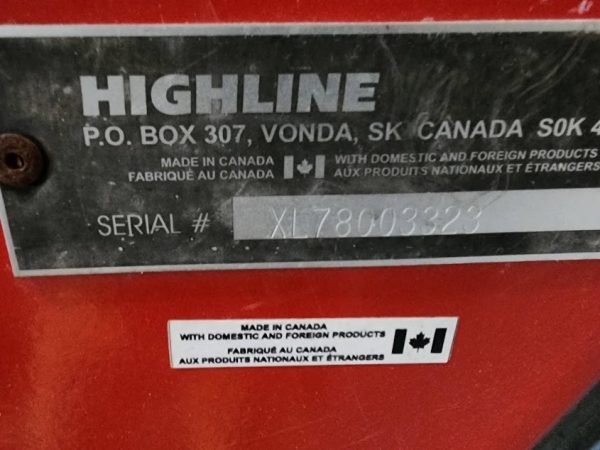 HIGHLINE
P.O. BOX 307, VONDA, SK CANADA S0K 4
MADE IN CANADA WITH DOMESTIC AND FOREIGN PRODUCTS
FABRIQUÉ AU CANADA AUX PRODUITS NATIONAUX ET ÉTRANGERS
SERIAL # XL78003323
MADE IN CANADA
WITH DOMESTIC AND FOREIGN PRODUCTS
FABRIQUÉ AU CANADA
AUX PRODUITS NATIONAUX ET ÉTRANGERS